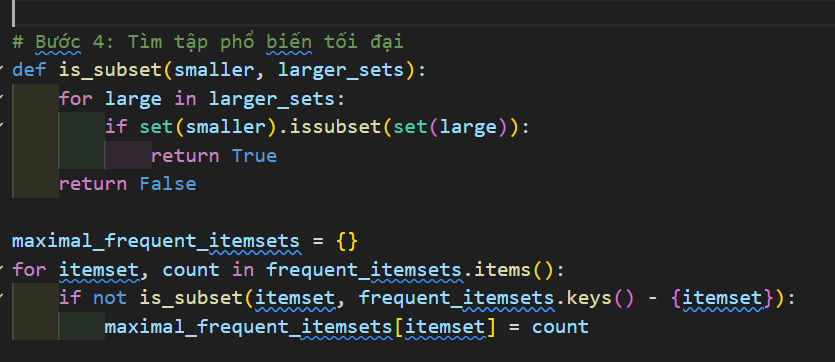 # Bước 4: Tìm tập phổ biến tối đại
def is_subset(smaller, larger_sets):
    for large in larger_sets:
        if set(smaller).issubset(set(large)):
            return True
    return False
maximal_frequent_itemsets = {}
for itemset, count in frequent_itemsets.items():
    if not is_subset(itemset, frequent_itemsets.keys() - {itemset}):
        maximal_frequent_itemsets[itemset] = count